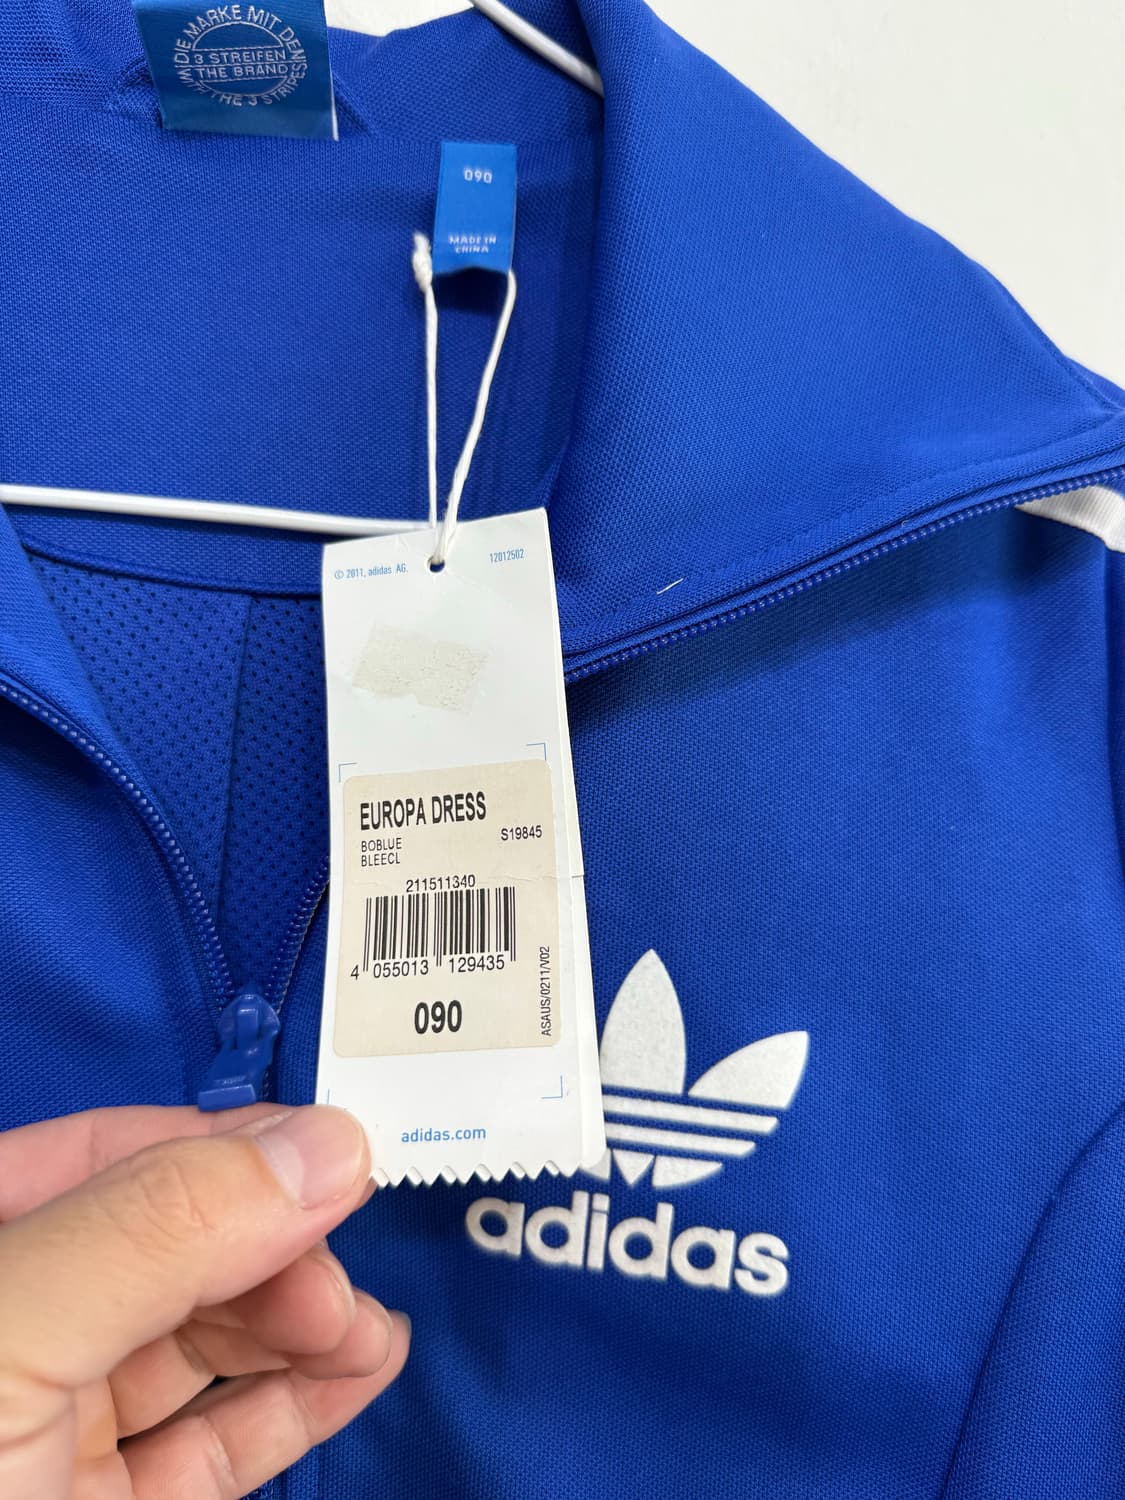 DIE MARKE MIT DEN
3 STREIFEN
THE BRAND
WITH THE 3 STRIPES
090
MADE IN
CHINA
© 2011, adidas AG.
12012502
EUROPA DRESS
BOBLUE
S19845
BLEECL
211511340
4 055013 129435
090
ASAUS/0211/V02
adidas.com
adidas